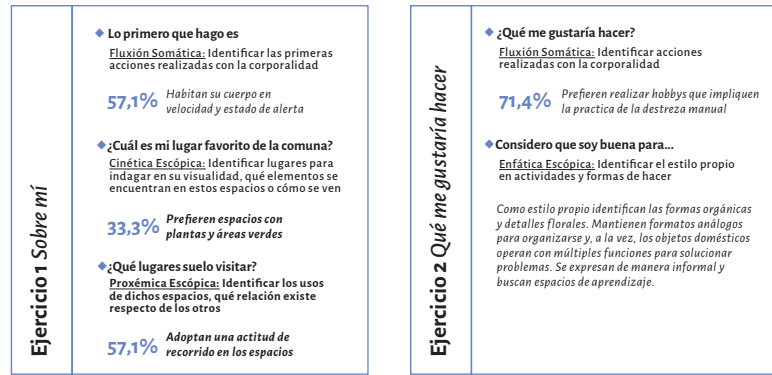 Ejercicio 1 Sobre mí
Lo primero que hago es
Fluxión Somática: Identificar las primeras
acciones realizadas con la corporalidad
57,1%
Habitan su cuerpo en
velocidad y estado de alerta
¿Cuál es mi lugar favorito de la comuna?
Cinética Escópica: Identificar lugares para
indagar en su visualidad, qué elementos se
encuentran en estos espacios o cómo se ven
33,3%
Prefieren espacios con
plantas y áreas verdes
¿Qué lugares suelo visitar?
Proxémica Escópica: Identificar los usos
de dichos espacios, qué relación existe
respecto de los otros
57,1%
Adoptan una actitud de
recorrido en los espacios
Ejercicio 2 Qué me gustaría hacer
¿Qué me gustaría hacer?
Fluxión Somática: Identificar acciones
realizadas con la corporalidad
71,4%
Prefieren realizar hobbys que impliquen
la practica de la destreza manual
Considero que soy buena para...
Enfática Escópica: Identificar el estilo propio
en actividades y formas de hacer
Como estilo propio identifican las formas orgánicas
y detalles florales. Mantienen formatos análogos
para organizarse y, a la vez, los objetos domésticos
operan con múltiples funciones para solucionar
problemas. Se expresan de manera informal y
buscan espacios de aprendizaje.